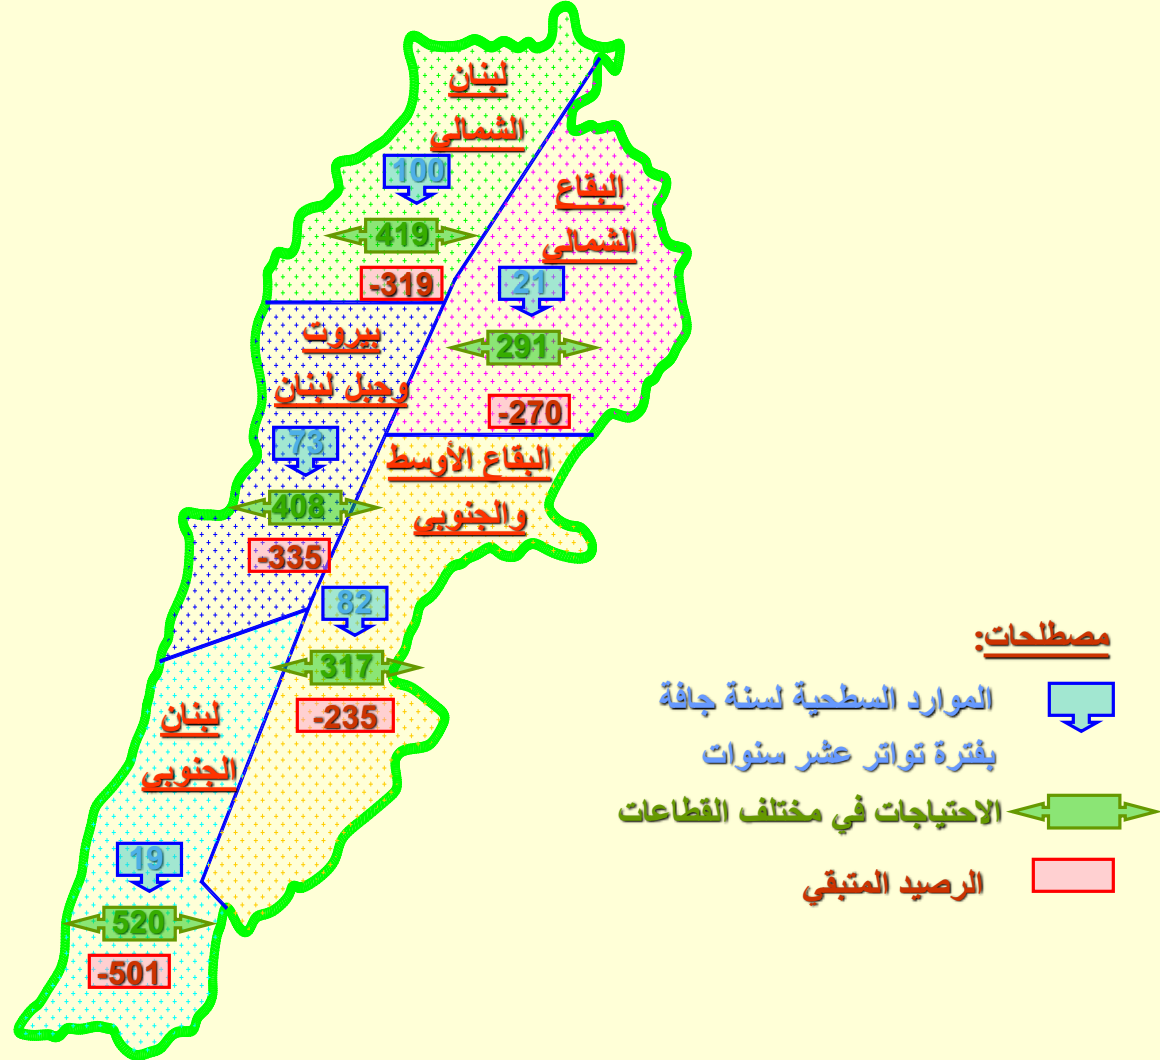 لبنان
الشمالي
100
419
-319
البقاع
الشمالي
21
291
-270
بيروت
وجبل لبنان
73
408
-335
البقاع الأوسط
والجنوبي
82
317
-235
لبنان
الجنوبي
19
520
-501
مصطلحات:
الموارد السطحية لسنة جافة
بفترة تواتر عشر سنوات
الاحتياجات في مختلف القطاعات
الرصيد المتبقي